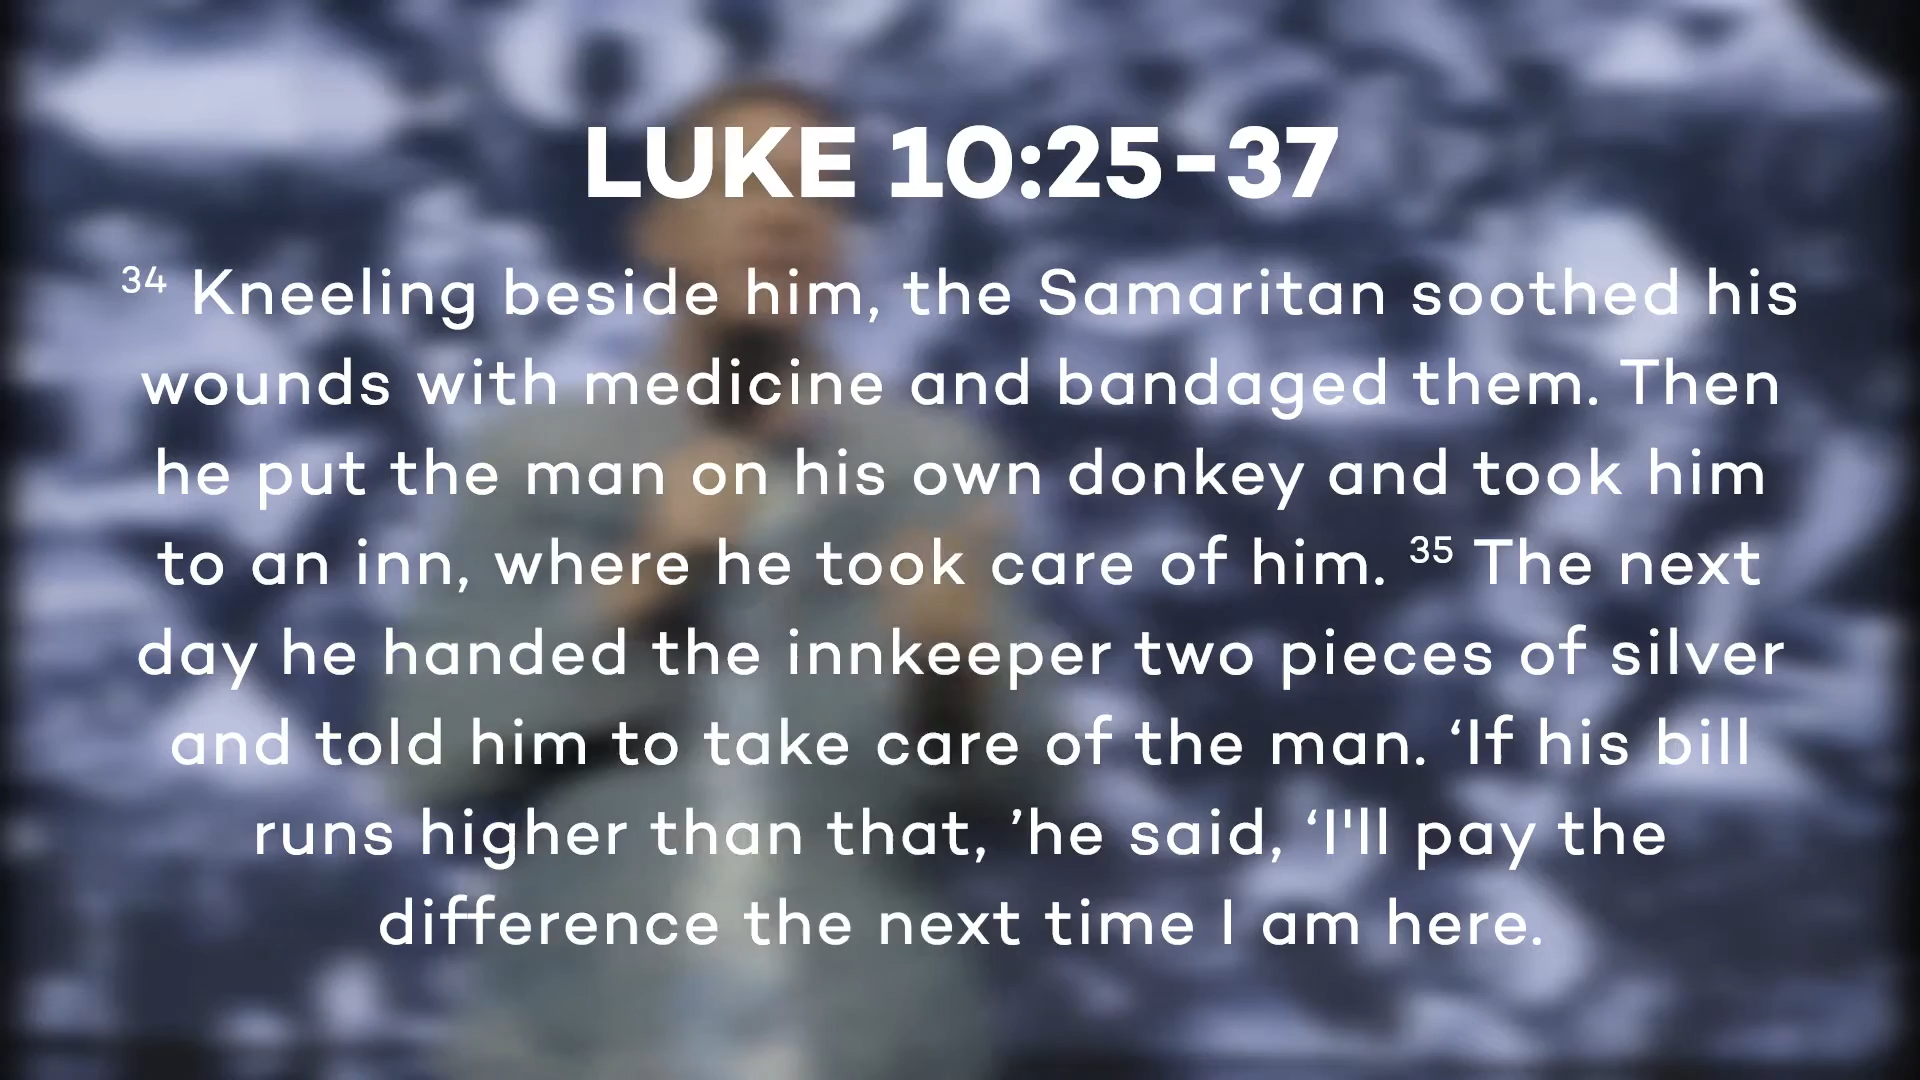 LUKE 10:25-37
34 Kneeling beside him, the Samaritan soothed his
wounds with medicine and bandaged them. Then
he put the man on his own donkey and took him
to an inn, where he took care of him. 35 The next
day he handed the innkeeper two pieces of silver
and told him to take care of the man. ‘If his bill
runs higher than that, ’he said, ‘I'll pay the
difference the next time I am here.